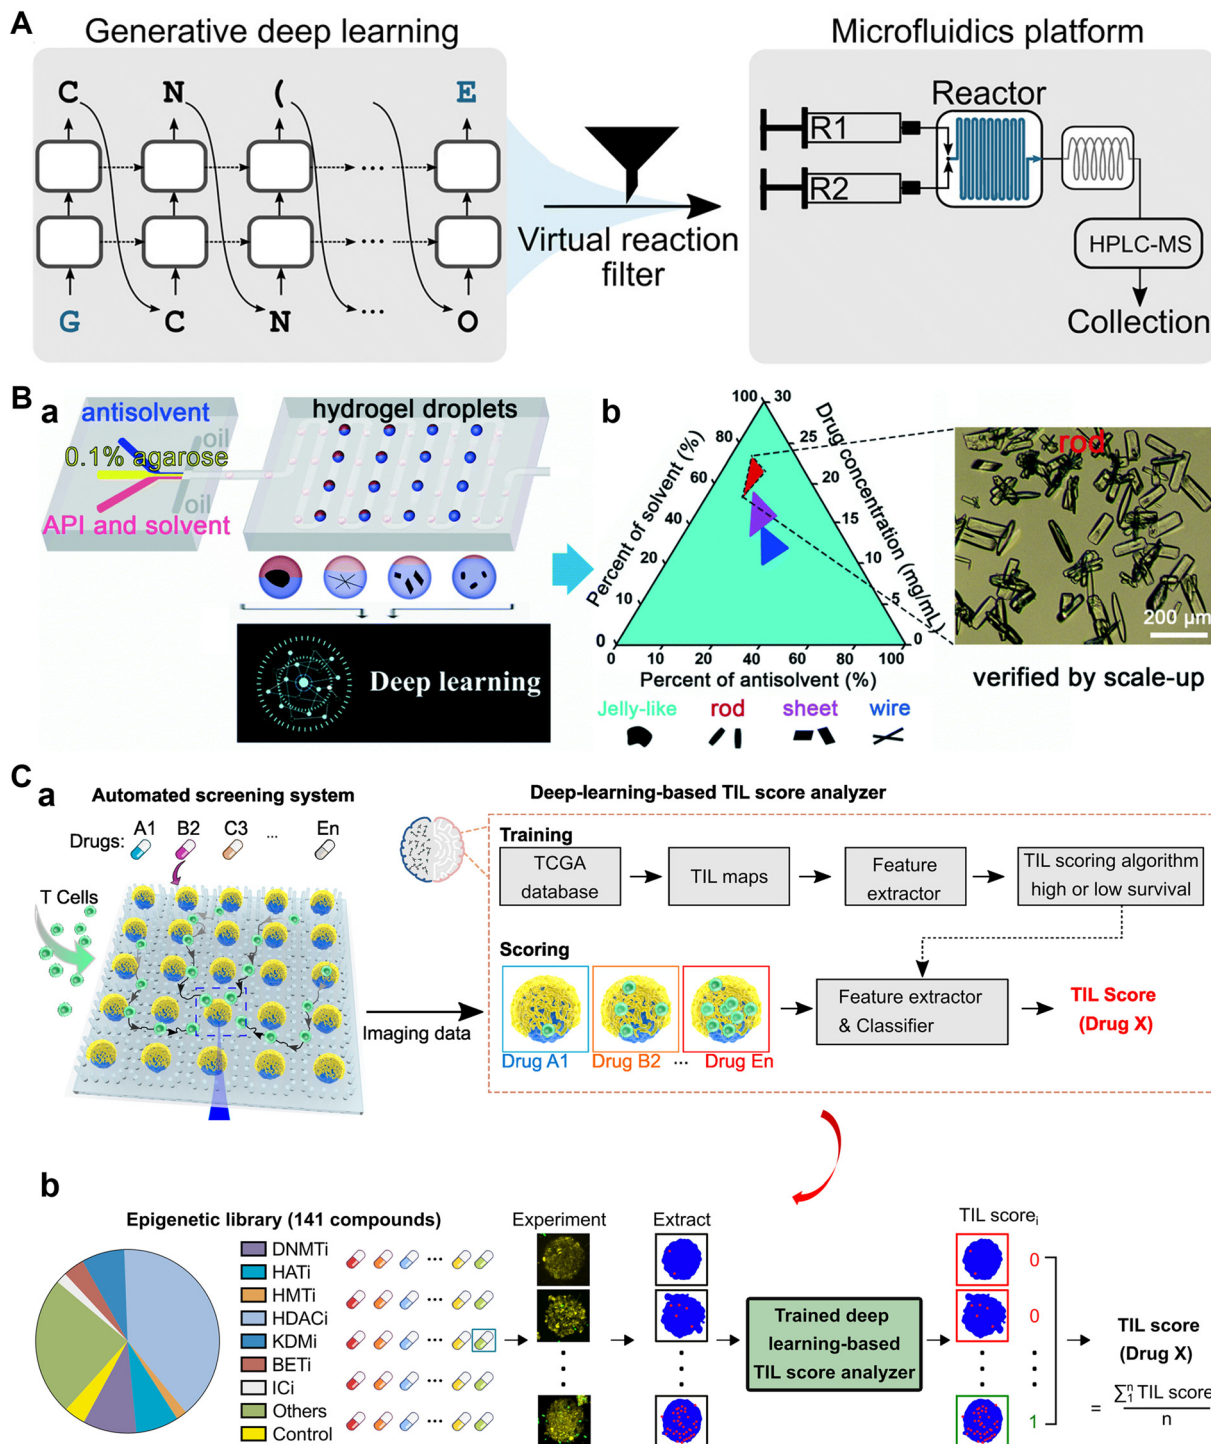 A
Generative deep learning
Microfluidics platform
C N ( ... E
G C N ... O
Virtual reaction
filter
R1
R2
Reactor
HPLC-MS
Collection
B
a
antisolvent
0.1% agarose
API and solvent
oil
oil
hydrogel droplets
Deep learning
b
Percent of solvent (%)
100
80
60
40
20
10
0
Drug concentration (mg/mL)
30
25
20
15
10
5
0
0 10 20 40 60 80 100
Percent of antisolvent (%)
Jelly-like rod sheet wire
rod
200 µm
verified by scale-up
C
a
Automated screening system
Drugs: A1 B2 C3 ... En
T Cells
Imaging data
Deep-learning-based TIL score analyzer
Training
TCGA
database
TIL maps
Feature
extractor
TIL scoring algorithm
high or low survival
Scoring
Drug A1 Drug B2 ... Drug En
Feature extractor
& Classifier
TIL Score
(Drug X)
b
Epigenetic library (141 compounds)
DNMTi
HATi
HMTi
HDACi
KDMi
BETi
ICi
Others
Control
Experiment
Extract
Trained deep
learning-based
TIL score analyzer
TIL scoreᵢ
0
0
1
TIL score
(Drug X)
= ∑₁ⁿ TIL score
n